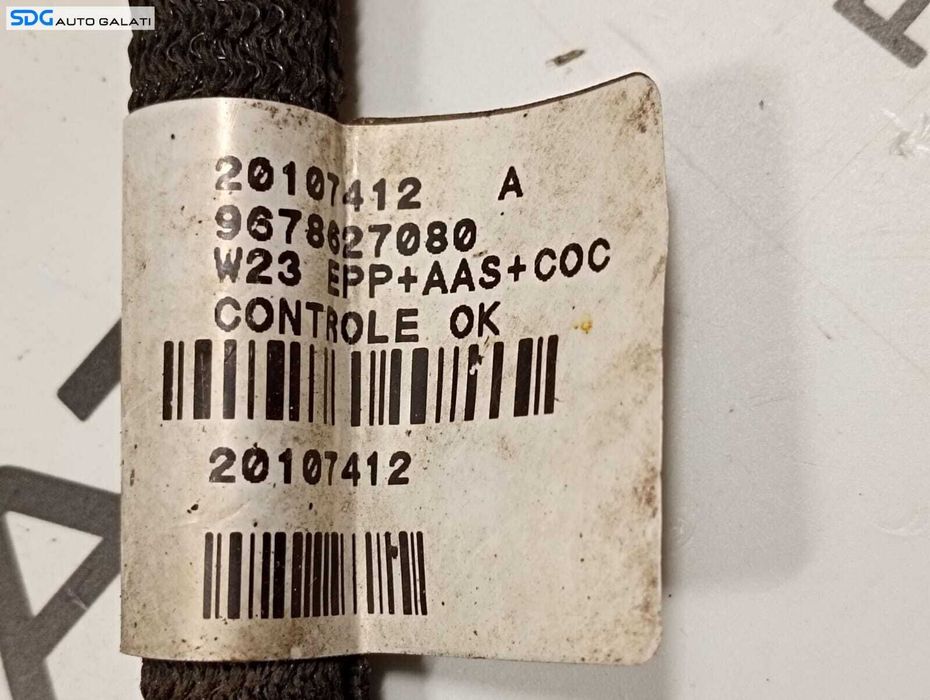 SDG AUTO GALATI
20107412 A
9678627080
W23 EPP+AAS+COC
CONTROLE OK
20107412